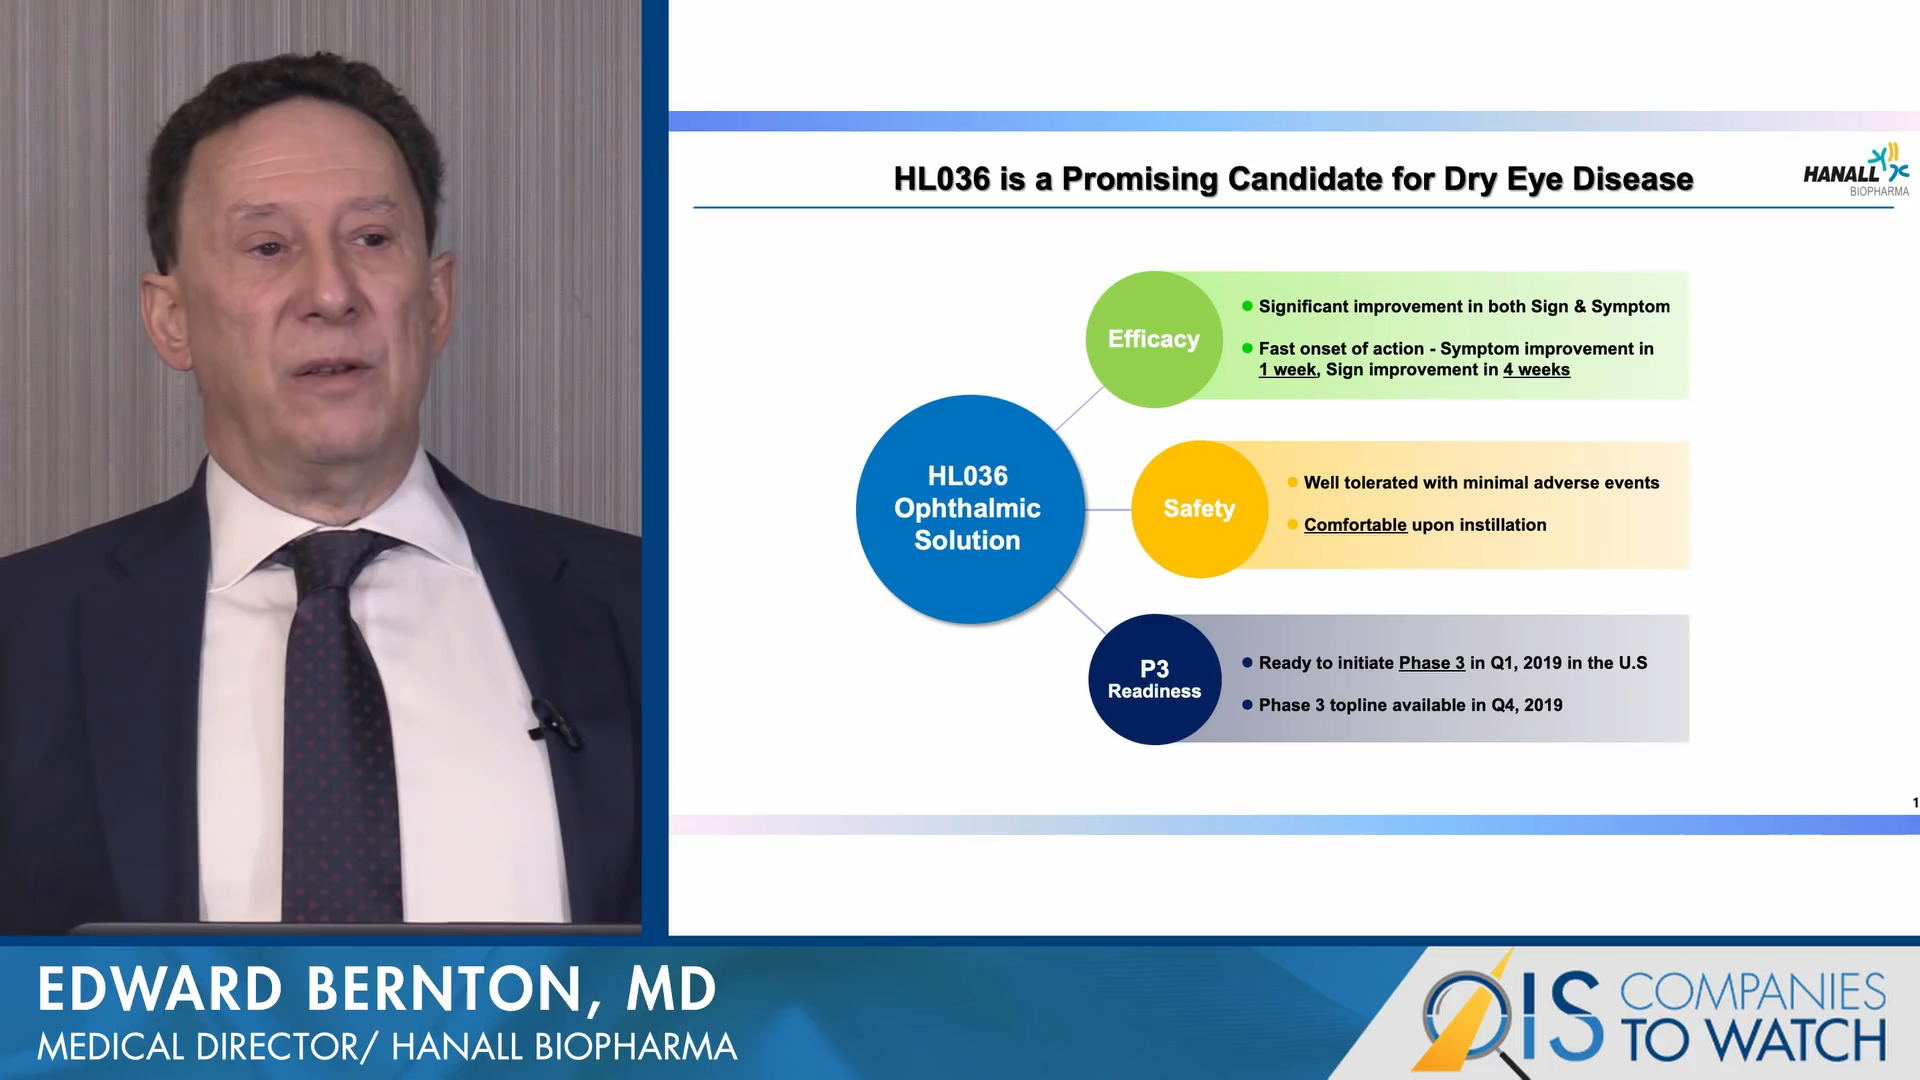 HL036 is a Promising Candidate for Dry Eye Disease
HANALL
BIOPHARMA
Efficacy
Significant improvement in both Sign & Symptom
Fast onset of action - Symptom improvement in
1 week, Sign improvement in 4 weeks
HL036
Ophthalmic
Solution
Safety
Well tolerated with minimal adverse events
Comfortable upon instillation
P3
Readiness
Ready to initiate Phase 3 in Q1, 2019 in the U.S
Phase 3 topline available in Q4, 2019
1
EDWARD BERNTON, MD
MEDICAL DIRECTOR/ HANALL BIOPHARMA
OIS COMPANIES
TO WATCH